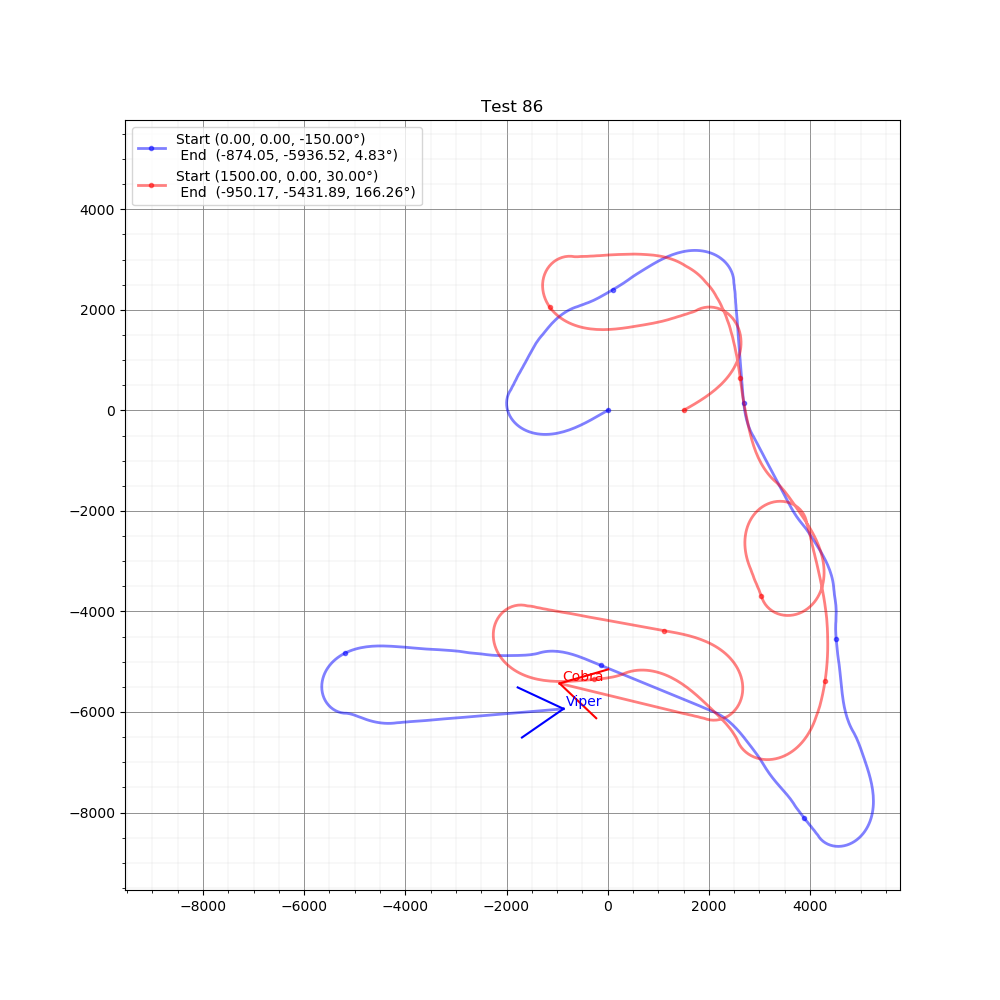 Test 86
Start (0.00, 0.00, -150.00°)
End  (-874.05, -5936.52, 4.83°)
Start (1500.00, 0.00, 30.00°)
End  (-950.17, -5431.89, 166.26°)
4000
2000
0
−2000
−4000
−6000
−8000
Cobra
Viper
−8000 −6000 −4000 −2000 0 2000 4000